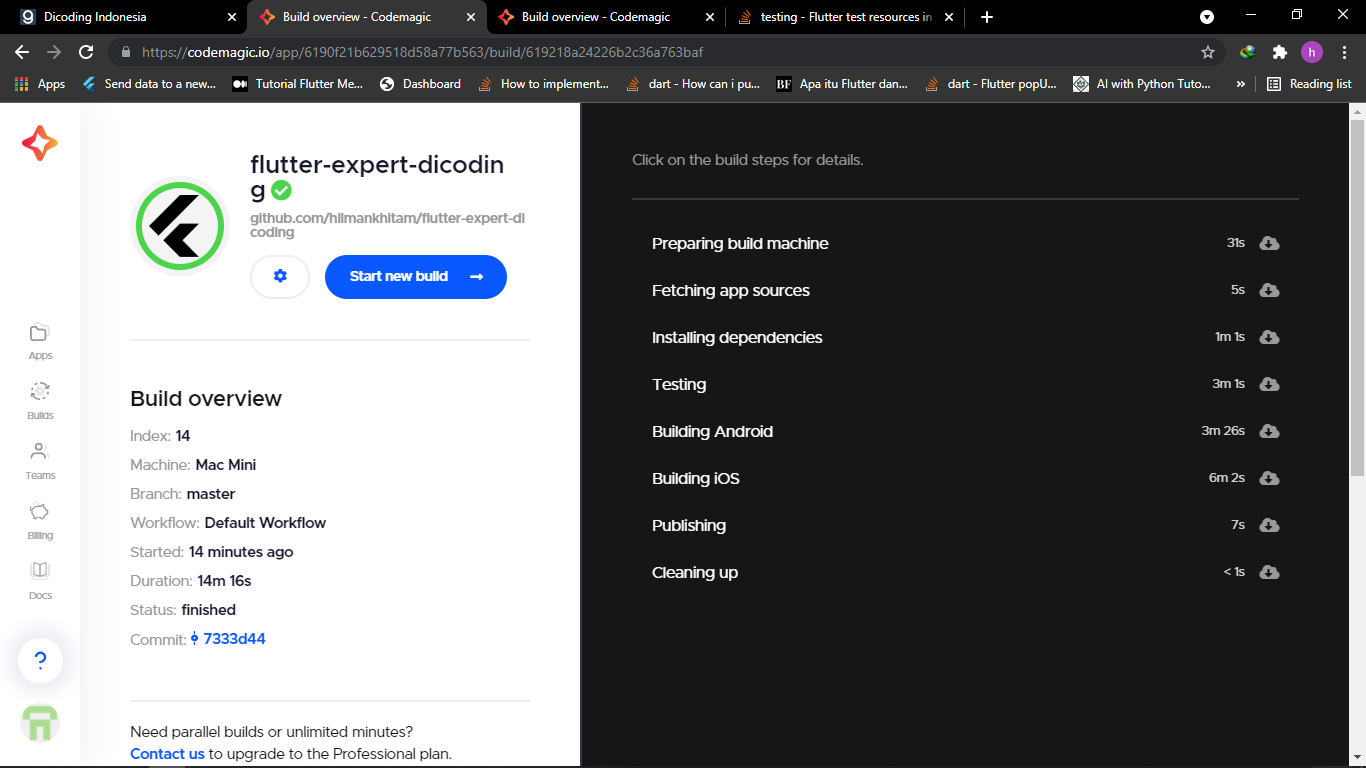 Dicoding Indonesia
Build overview - Codemagic
Build overview - Codemagic
testing - Flutter test resources in
https://codemagic.io/app/6190f21b629518d58a77b563/build/619218a24226b2c36a763baf
h
Apps
Send data to a new...
Tutorial Flutter Me...
Dashboard
How to implement...
dart - How can i pu...
BF
Apa itu Flutter dan...
dart - Flutter popU...
AI with Python Tuto...
»
Reading list
flutter-expert-dicodin
g
github.com/hilmankhitam/flutter-expert-di
coding
Start new build
Apps
Builds
Teams
Billing
Docs
?
Build overview
Index: 14
Machine: Mac Mini
Branch: master
Workflow: Default Workflow
Started: 14 minutes ago
Duration: 14m 16s
Status: finished
Commit: 7333d44
Need parallel builds or unlimited minutes?
Contact us to upgrade to the Professional plan.
Click on the build steps for details.
Preparing build machine 31s
Fetching app sources 5s
Installing dependencies 1m 1s
Testing 3m 1s
Building Android 3m 26s
Building iOS 6m 2s
Publishing 7s
Cleaning up < 1s